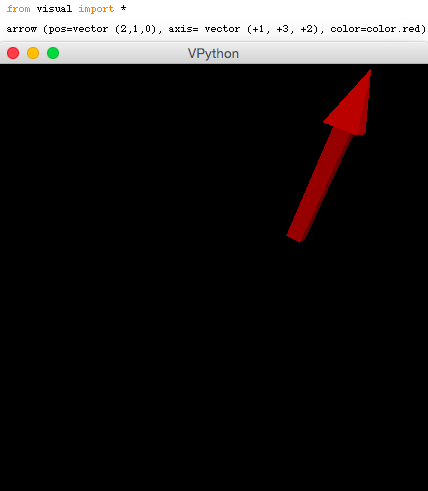 from visual import *
arrow (pos=vector (2,1,0), axis= vector (+1, +3, +2), color=color.red)
VPython